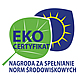 EKO
CERTYFIKAT
NAGRODA ZA SPEŁNIANIE
NORM ŚRODOWISKOWYCH